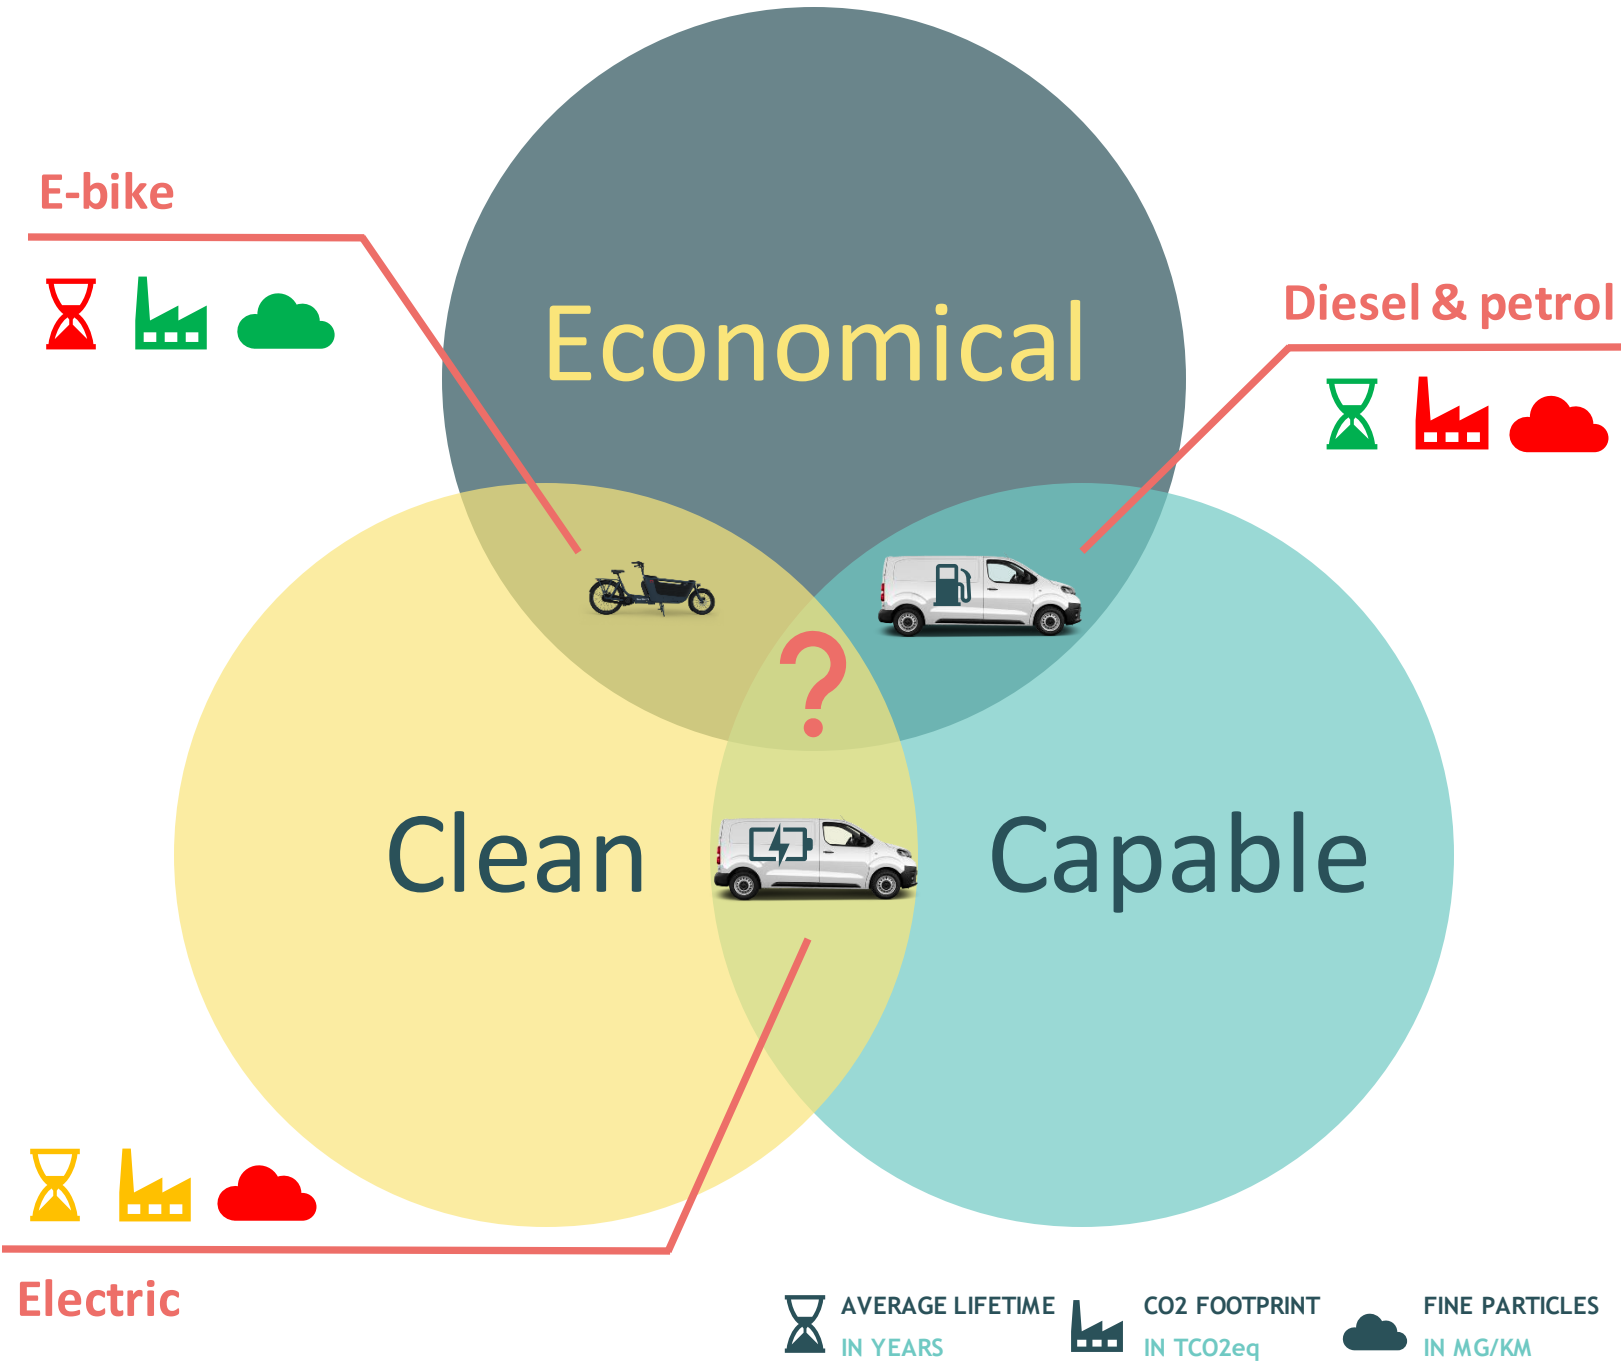 E-bike
Economical
Diesel & petrol
?
Clean
Capable
Electric
AVERAGE LIFETIME
IN YEARS
CO2 FOOTPRINT
IN TCO2eq
FINE PARTICLES
IN MG/KM